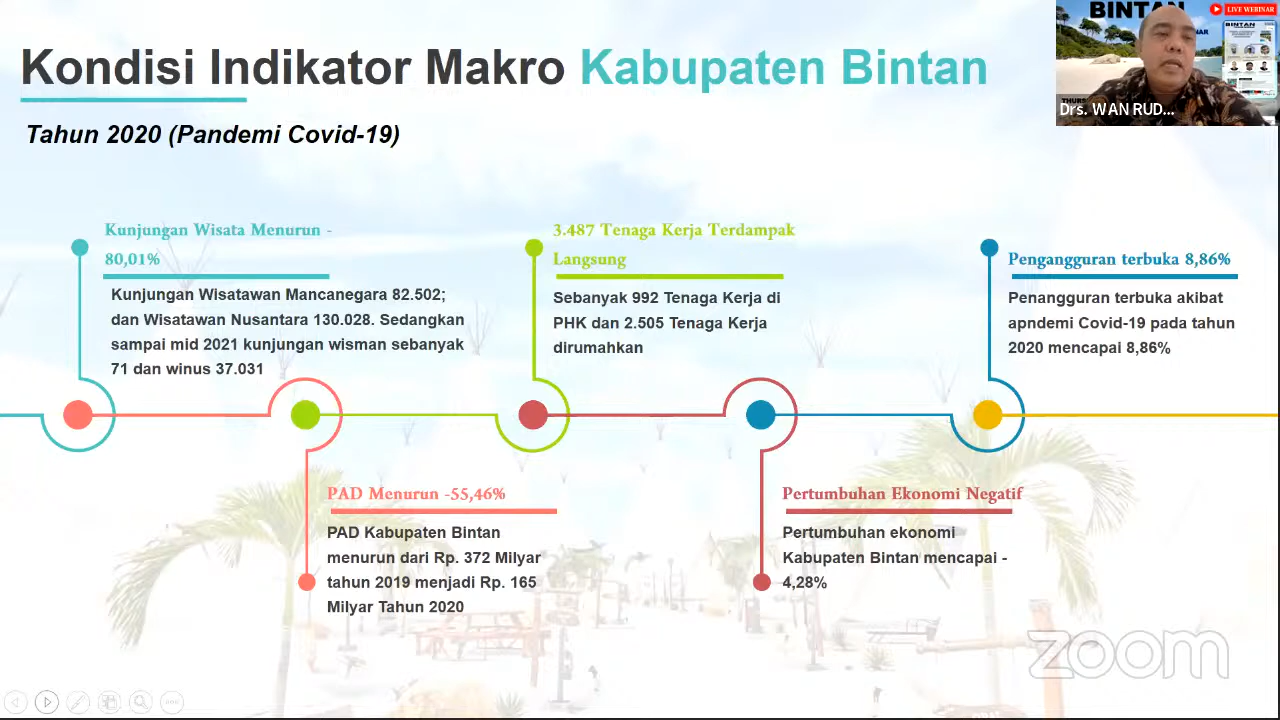 Kondisi Indikator Makro Kabupaten Bintan
Tahun 2020 (Pandemi Covid-19)
BINTAN
LIVE WEBINAR
BINTAN
Drs. WAN RUD...
Kunjungan Wisata Menurun -
80,01%
Kunjungan Wisatawan Mancanegara 82.502;
dan Wisatawan Nusantara 130.028. Sedangkan
sampai mid 2021 kunjungan wisman sebanyak
71 dan winus 37.031
3.487 Tenaga Kerja Terdampak
Langsung
Sebanyak 992 Tenaga Kerja di
PHK dan 2.505 Tenaga Kerja
dirumahkan
Pengangguran terbuka 8,86%
Penangguran terbuka akibat
apndemi Covid-19 pada tahun
2020 mencapai 8,86%
PAD Menurun -55,46%
PAD Kabupaten Bintan
menurun dari Rp. 372 Milyar
tahun 2019 menjadi Rp. 165
Milyar Tahun 2020
Pertumbuhan Ekonomi Negatif
Pertumbuhan ekonomi
Kabupaten Bintan mencapai -
4,28%
zoom